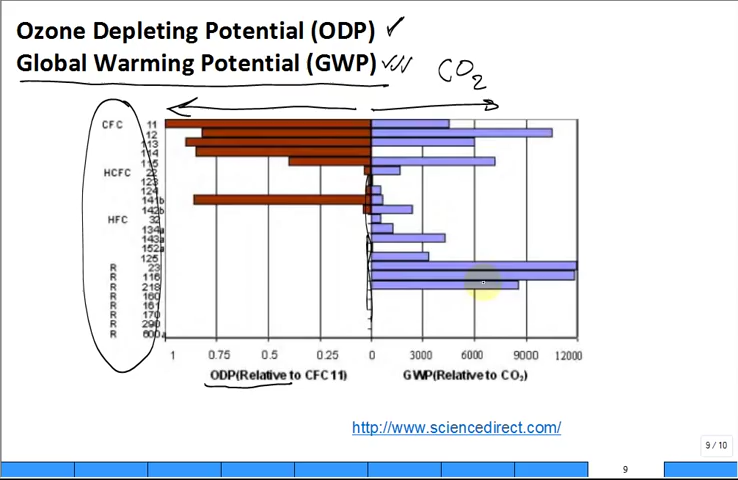 Ozone Depleting Potential (ODP)
Global Warming Potential (GWP)
CO2
CFC 11
12
113
114
115
HCFC 22
123
124
141b
142b
HFC 32
134a
143a
152a
125
R 23
R 116
R 218
R 160
R 161
R 170
R 290
R 600a
1 0.75 0.5 0.25 0 3000 6000 9000 12000
ODP(Relative to CFC11) GWP(Relative to CO2)
http://www.sciencedirect.com/
9 / 10
9